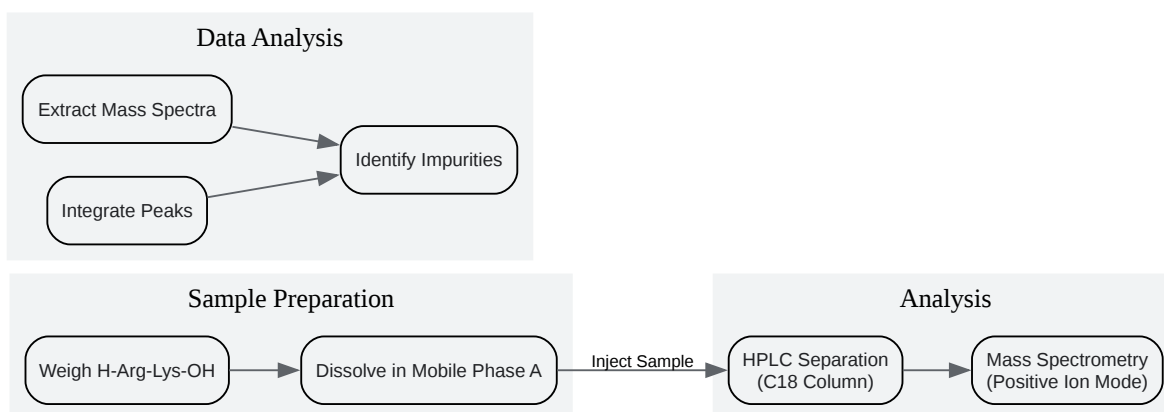 Data Analysis
Extract Mass Spectra
Identify Impurities
Integrate Peaks
Sample Preparation
Weigh H-Arg-Lys-OH
Dissolve in Mobile Phase A
Inject Sample
Analysis
HPLC Separation
(C18 Column)
Mass Spectrometry
(Positive Ion Mode)